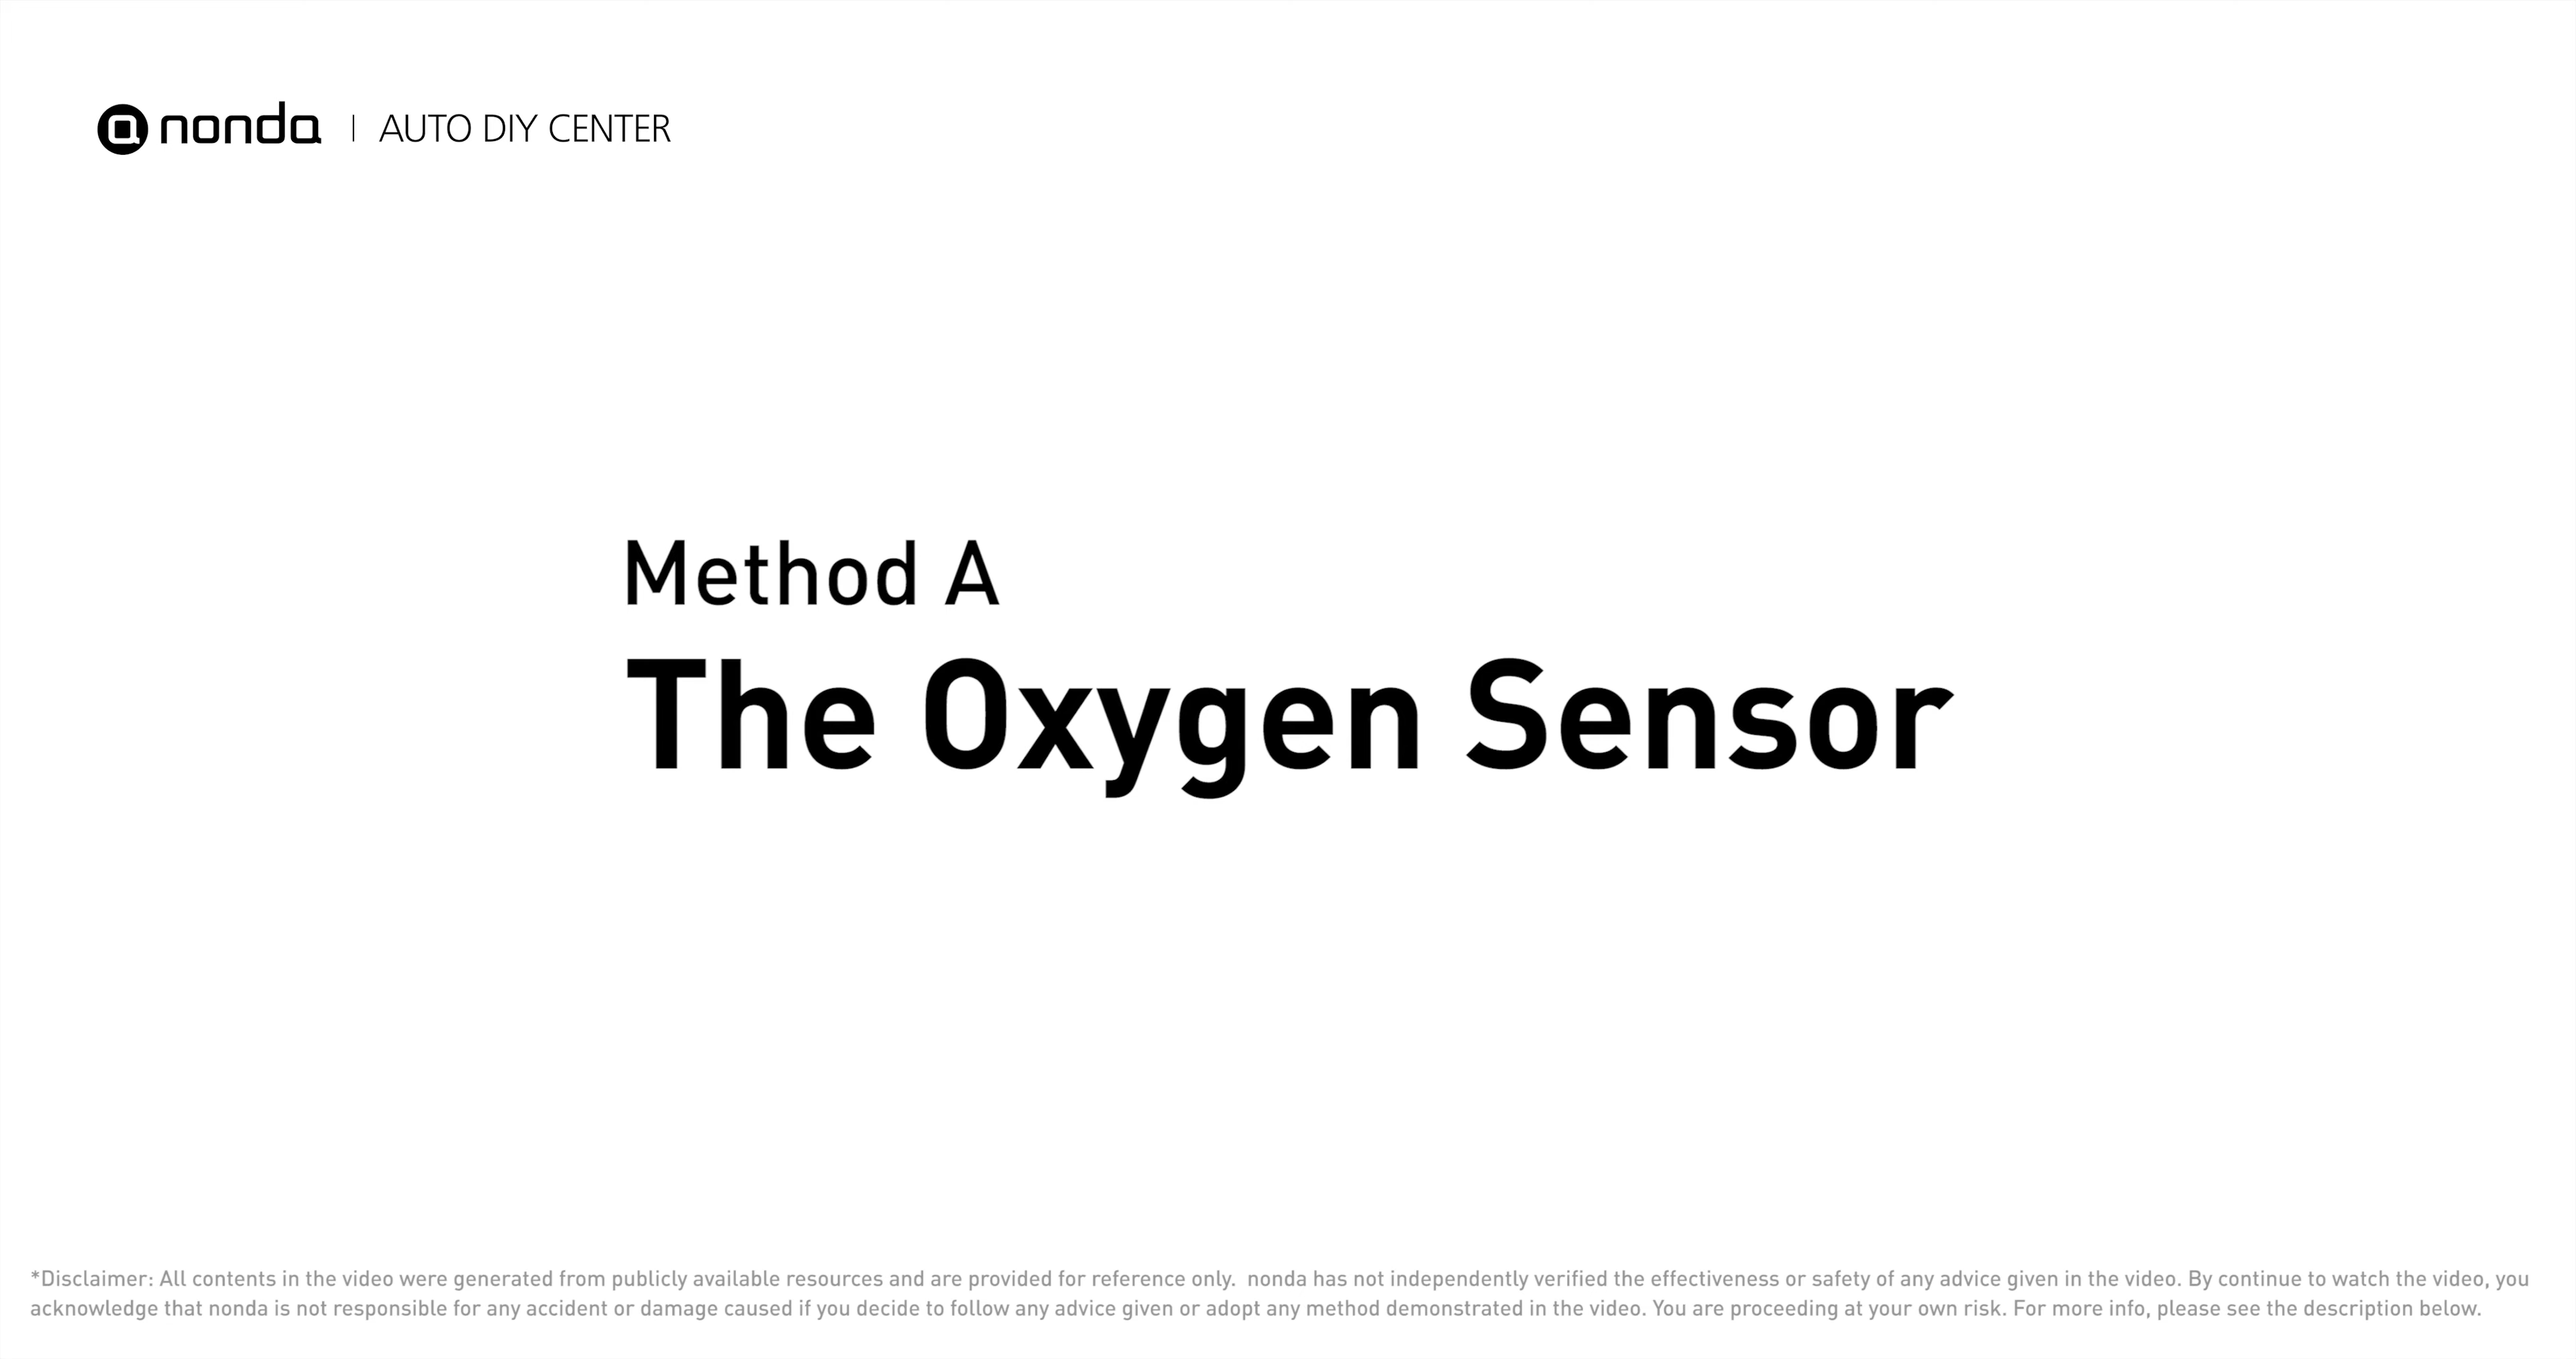 nonda | AUTO DIY CENTER
Method A
The Oxygen Sensor
*Disclaimer: All contents in the video were generated from publicly available resources and are provided for reference only.  nonda has not independently verified the effectiveness or safety of any advice given in the video. By continue to watch the video, you
acknowledge that nonda is not responsible for any accident or damage caused if you decide to follow any advice given or adopt any method demonstrated in the video. You are proceeding at your own risk. For more info, please see the description below.